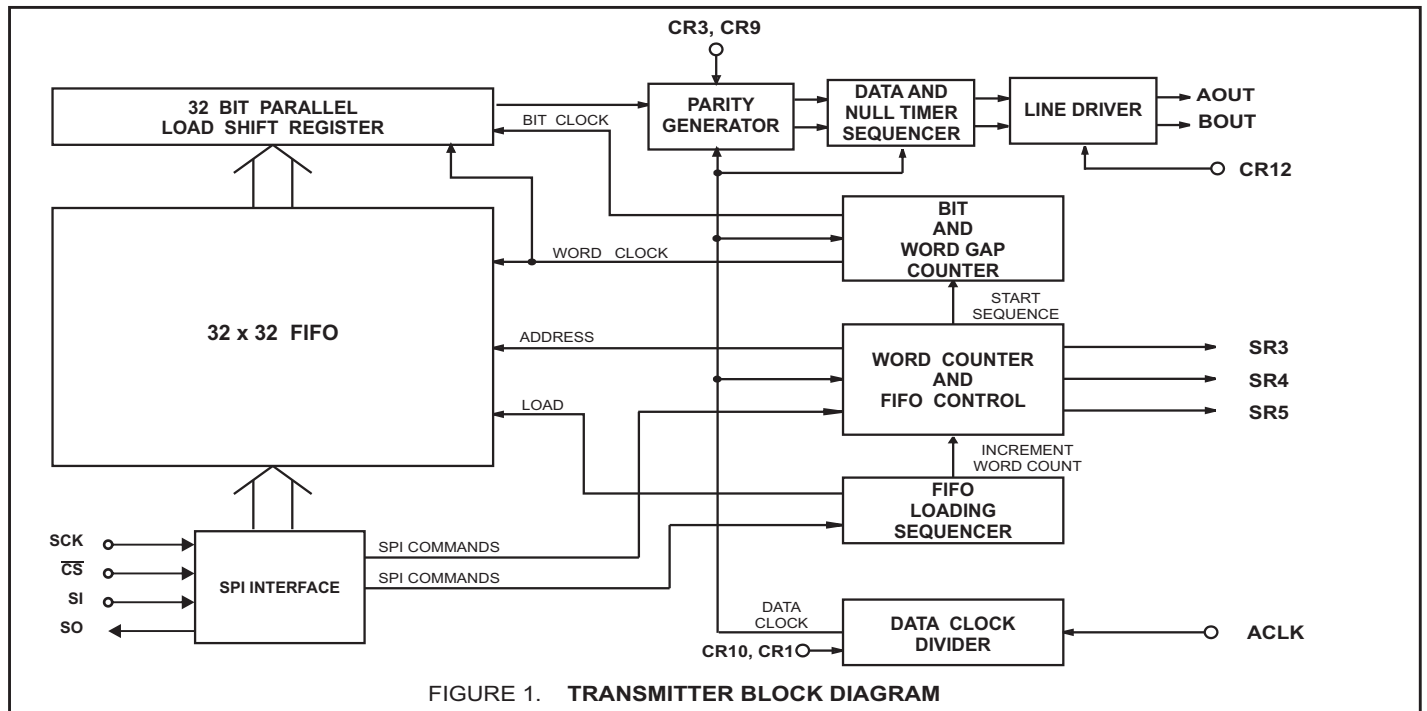 CR3, CR9
32 BIT PARALLEL
LOAD SHIFT REGISTER
BIT CLOCK
PARITY
GENERATOR
DATA AND
NULL TIMER
SEQUENCER
LINE DRIVER
AOUT
BOUT
CR12
BIT
AND
WORD GAP
COUNTER
WORD CLOCK
START
SEQUENCE
32 x 32 FIFO
ADDRESS
WORD COUNTER
AND
FIFO CONTROL
SR3
SR4
SR5
LOAD
INCREMENT
WORD COUNT
FIFO
LOADING
SEQUENCER
SCK
CS
SI
SO
SPI INTERFACE
SPI COMMANDS
SPI COMMANDS
DATA
CLOCK
CR10, CR1
DATA CLOCK
DIVIDER
ACLK
FIGURE 1. TRANSMITTER BLOCK DIAGRAM